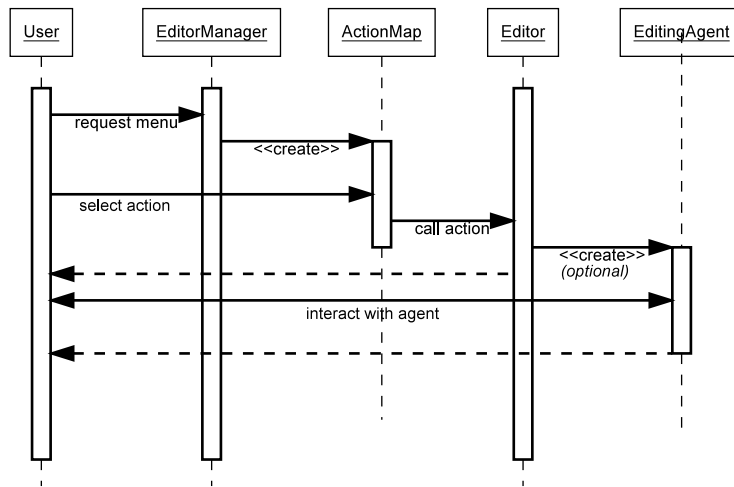 User
EditorManager
ActionMap
Editor
EditingAgent
request menu
<<create>>
select action
call action
<<create>>
(optional)
interact with agent